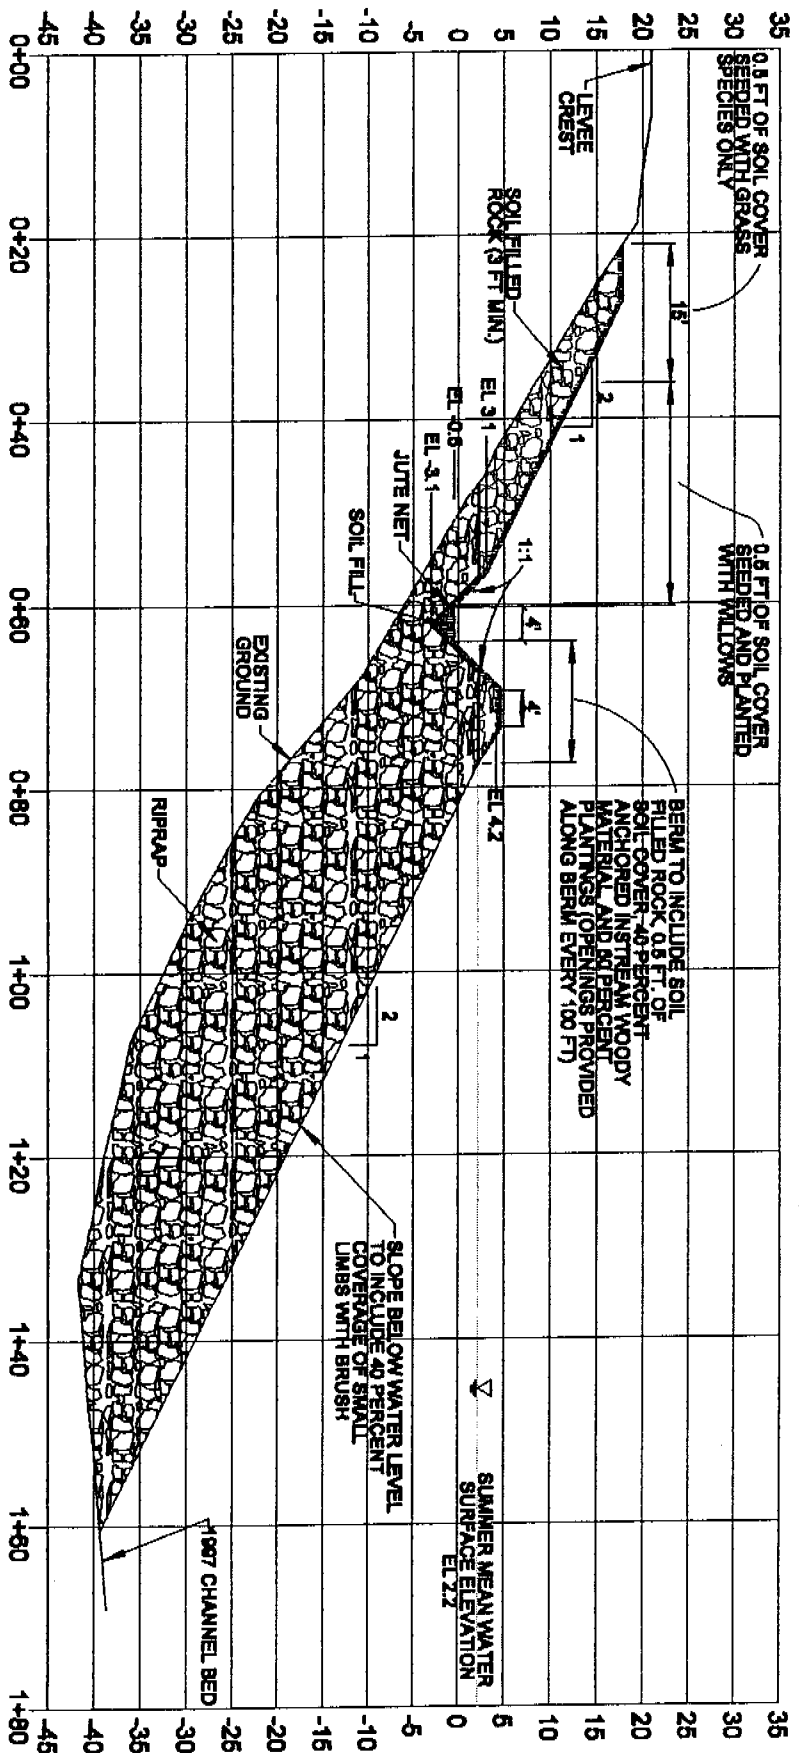 35
30
25
20
15
10
5
0
-5
-10
-15
-20
-25
-30
-35
-40
-45
0.5 FT OF SOIL COVER
SEEDED WITH GRASS
SPECIES ONLY
15'
0.5 FT OF SOIL COVER
SEEDED AND PLANTED
WITH WILLOWS
BERM TO INCLUDE SOIL
FILLED ROCK, 0.5 FT. OF
SOIL COVER, 40 PERCENT
ANCHORED INSTREAM WOODY
MATERIAL, AND 50 PERCENT
PLANTINGS (OPENINGS PROVIDED
ALONG BERM EVERY 100 FT)
LEVEE
CREST
SOIL FILLED
ROCK (3 FT MIN.)
2
1
1:1
4'
4'
EL 3.1
EL -0.6
EL -3.1
JUTE NET
SOIL FILL
EL 4.2
EXISTING
GROUND
RIPRAP
2
1
SLOPE BELOW WATER LEVEL
TO INCLUDE 40 PERCENT
COVERAGE OF SMALL
LIMBS WITH BRUSH
SUMMER MEAN WATER
SURFACE ELEVATION
EL 2.2
1997 CHANNEL BED
35
30
25
20
15
10
5
0
-5
-10
-15
-20
-25
-30
-35
-40
-45
0+00
0+20
0+40
0+60
0+80
1+00
1+20
1+40
1+60
1+80